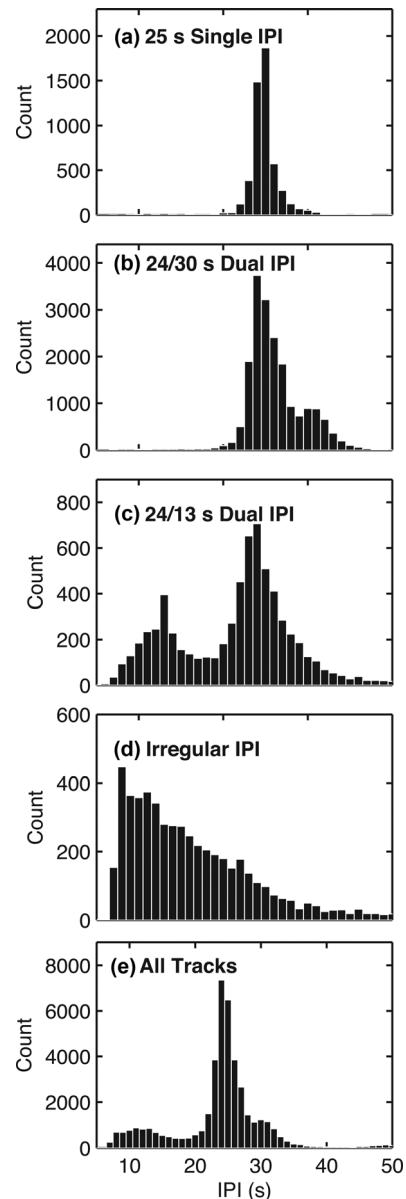 2000
(a) 25 s Single IPI
1500
1000
500
0
Count
4000
(b) 24/30 s Dual IPI
3000
2000
1000
0
Count
800
(c) 24/13 s Dual IPI
600
400
200
0
Count
600
(d) Irregular IPI
400
200
0
Count
8000
(e) All Tracks
6000
4000
2000
0
Count
10 20 30 40 50
IPI (s)